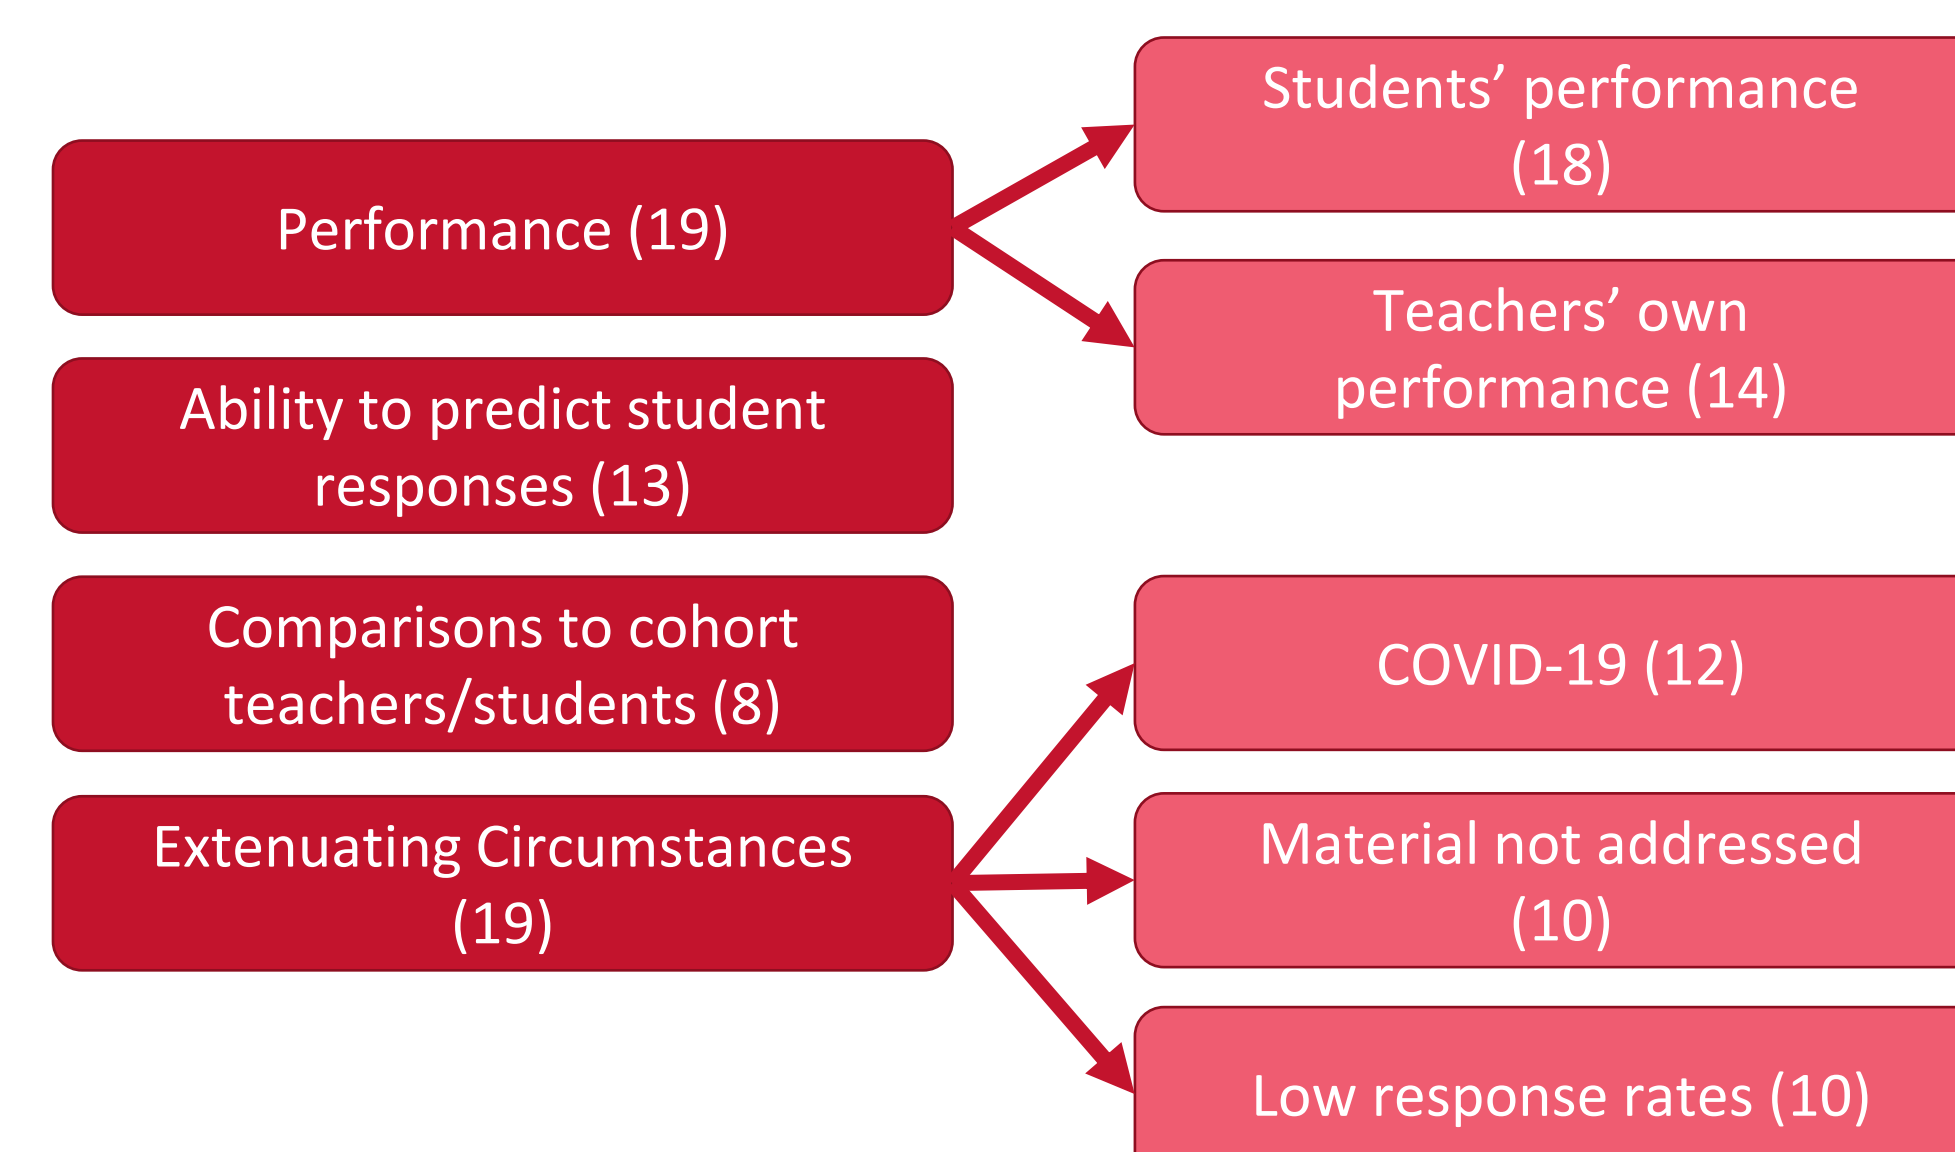 Performance (19)
Ability to predict student
responses (13)
Comparisons to cohort
teachers/students (8)
Extenuating Circumstances
(19)
Students’ performance
(18)
Teachers’ own
performance (14)
COVID-19 (12)
Material not addressed
(10)
Low response rates (10)